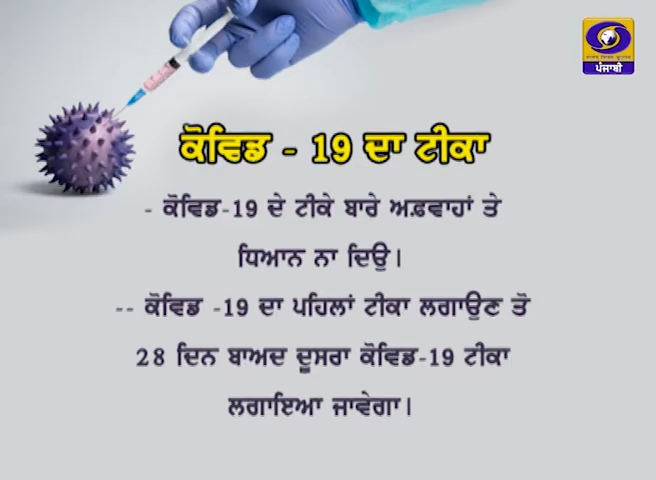 ਪੰਜਾਬੀ
ਕੋਵਿਡ - 19 ਦਾ ਟੀਕਾ
- ਕੋਵਿਡ-19 ਦੇ ਟੀਕੇ ਬਾਰੇ ਅਫ਼ਵਾਹਾਂ ਤੇ
ਧਿਆਨ ਨਾ ਦਿਉ।
-- ਕੋਵਿਡ -19 ਦਾ ਪਹਿਲਾਂ ਟੀਕਾ ਲਗਾਉਣ ਤੋਂ
28 ਦਿਨ ਬਾਅਦ ਦੂਸਰਾ ਕੋਵਿਡ-19 ਟੀਕਾ
ਲਗਾਇਆ ਜਾਵੇਗਾ।